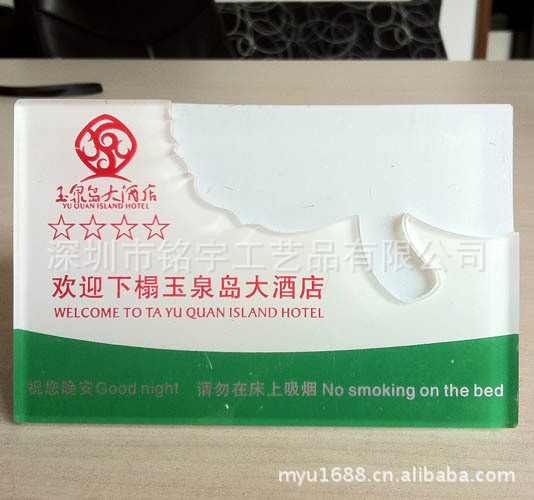 玉泉岛大酒店
YU QUAN ISLAND HOTEL
深圳市铭宇工艺品有限公司
欢迎下榻玉泉岛大酒店
WELCOME TO TA YU QUAN ISLAND HOTEL
祝您晚安Good night 请勿在床上吸烟 No smoking on the bed
myu1688.cn.alibaba.com